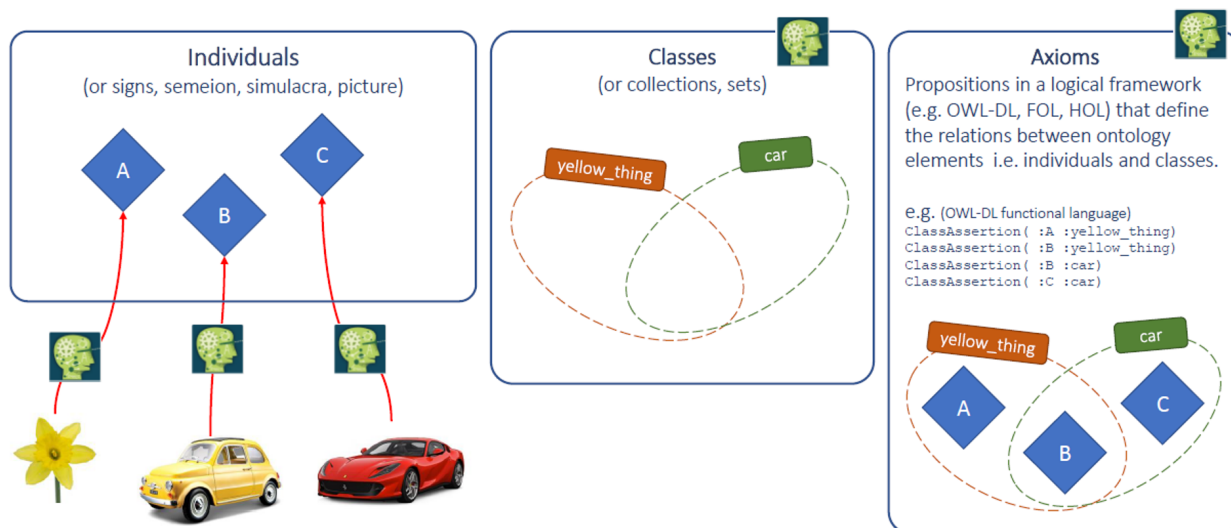 Individuals
(or signs, semeion, simulacra, picture)
A
B
C
Classes
(or collections, sets)
yellow_thing
car
Axioms
Propositions in a logical framework
(e.g. OWL-DL, FOL, HOL) that define
the relations between ontology
elements i.e. individuals and classes.
e.g. (OWL-DL functional language)
ClassAssertion( :A :yellow_thing)
ClassAssertion( :B :yellow_thing)
ClassAssertion( :B :car)
ClassAssertion( :C :car)
yellow_thing
car
A
B
C